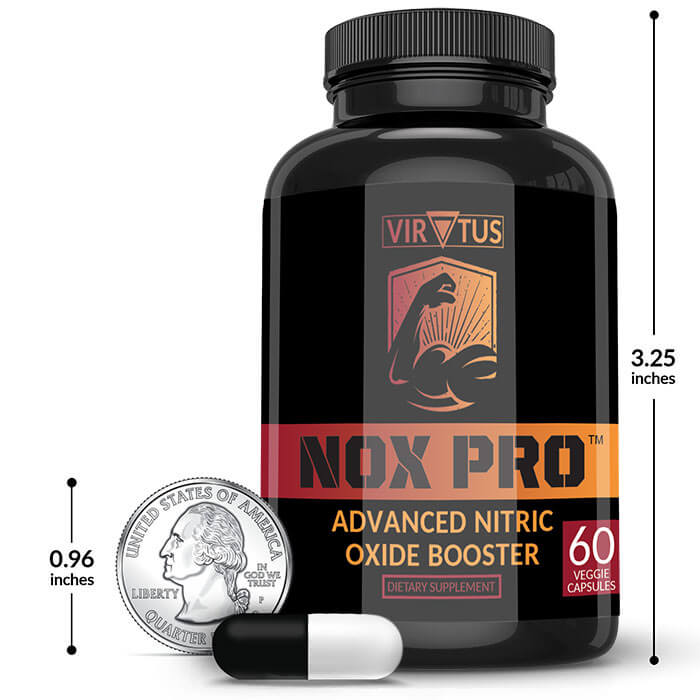 VIRTUS
NOX PRO™
ADVANCED NITRIC
OXIDE BOOSTER
DIETARY SUPPLEMENT
60
VEGGIE
CAPSULES
3.25
inches
0.96
inches
UNITED STATES OF AMERICA
IN
GOD WE
TRUST
P
LIBERTY
QUARTER